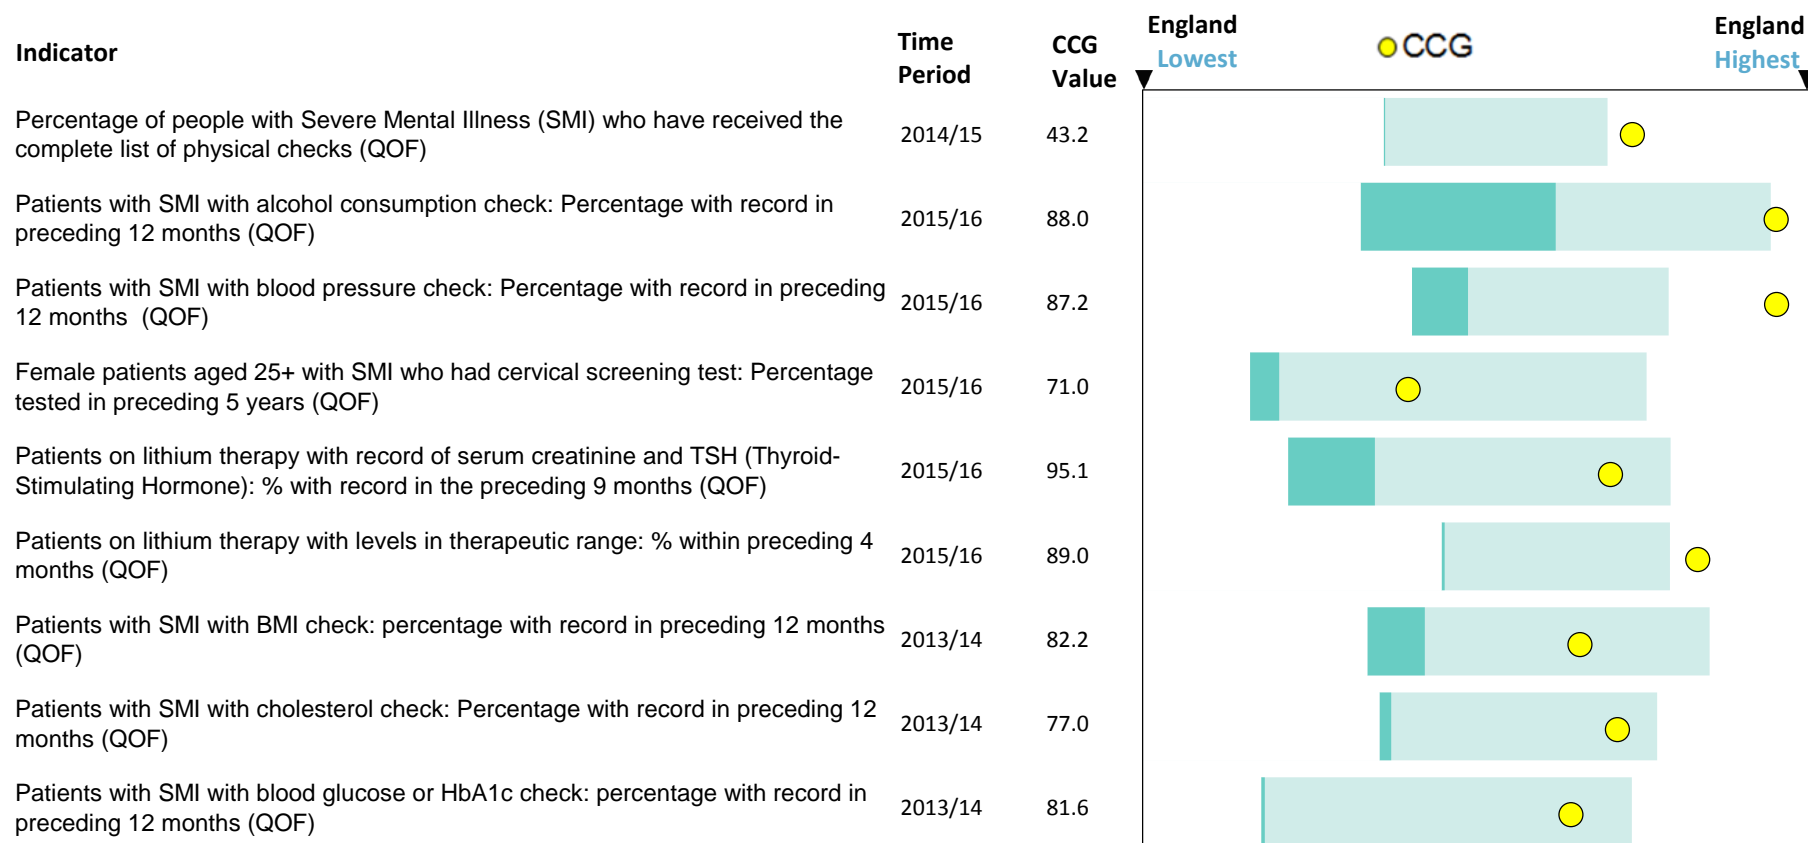 Indicator
Time Period
CCG Value
England Lowest
CCG
England Highest
Percentage of people with Severe Mental Illness (SMI) who have received the
complete list of physical checks (QOF)
2014/15
43.2
Patients with SMI with alcohol consumption check: Percentage with record in
preceding 12 months (QOF)
2015/16
88.0
Patients with SMI with blood pressure check: Percentage with record in preceding
12 months (QOF)
2015/16
87.2
Female patients aged 25+ with SMI who had cervical screening test: Percentage
tested in preceding 5 years (QOF)
2015/16
71.0
Patients on lithium therapy with record of serum creatinine and TSH (Thyroid-
Stimulating Hormone): % with record in the preceding 9 months (QOF)
2015/16
95.1
Patients on lithium therapy with levels in therapeutic range: % within preceding 4
months (QOF)
2015/16
89.0
Patients with SMI with BMI check: percentage with record in preceding 12 months
(QOF)
2013/14
82.2
Patients with SMI with cholesterol check: Percentage with record in preceding 12
months (QOF)
2013/14
77.0
Patients with SMI with blood glucose or HbA1c check: percentage with record in
preceding 12 months (QOF)
2013/14
81.6